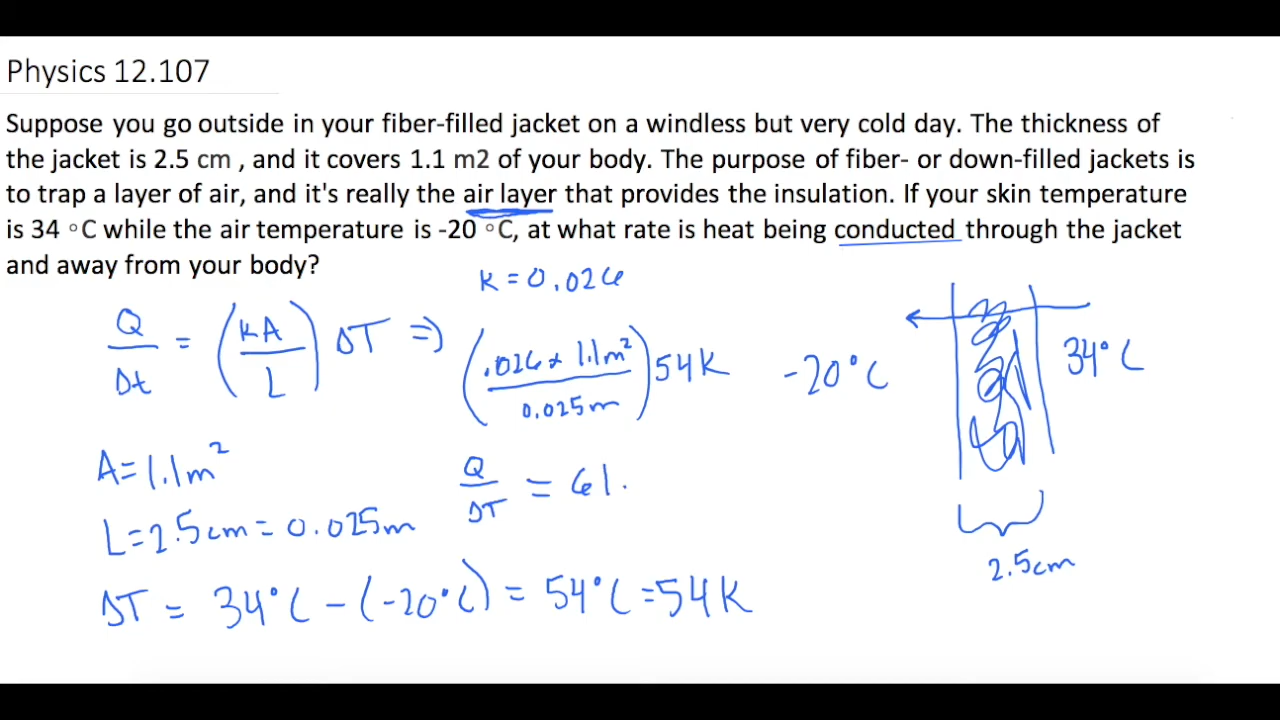 Physics 12.107
Suppose you go outside in your fiber-filled jacket on a windless but very cold day. The thickness of
the jacket is 2.5 cm , and it covers 1.1 m2 of your body. The purpose of fiber- or down-filled jackets is
to trap a layer of air, and it's really the air layer that provides the insulation. If your skin temperature
is 34 ∘C while the air temperature is -20 ∘C, at what rate is heat being conducted through the jacket
and away from your body?
K = 0.026
Q/Δt = (KA/L) ΔT ⇒ (.026 * 1.1m²/0.025m) 54K
-20°C
34°C
A = 1.1m²
Q/ΔT = 61.
L = 2.5cm = 0.025m
2.5cm
ΔT = 34°C - (-20°C) = 54°C = 54K